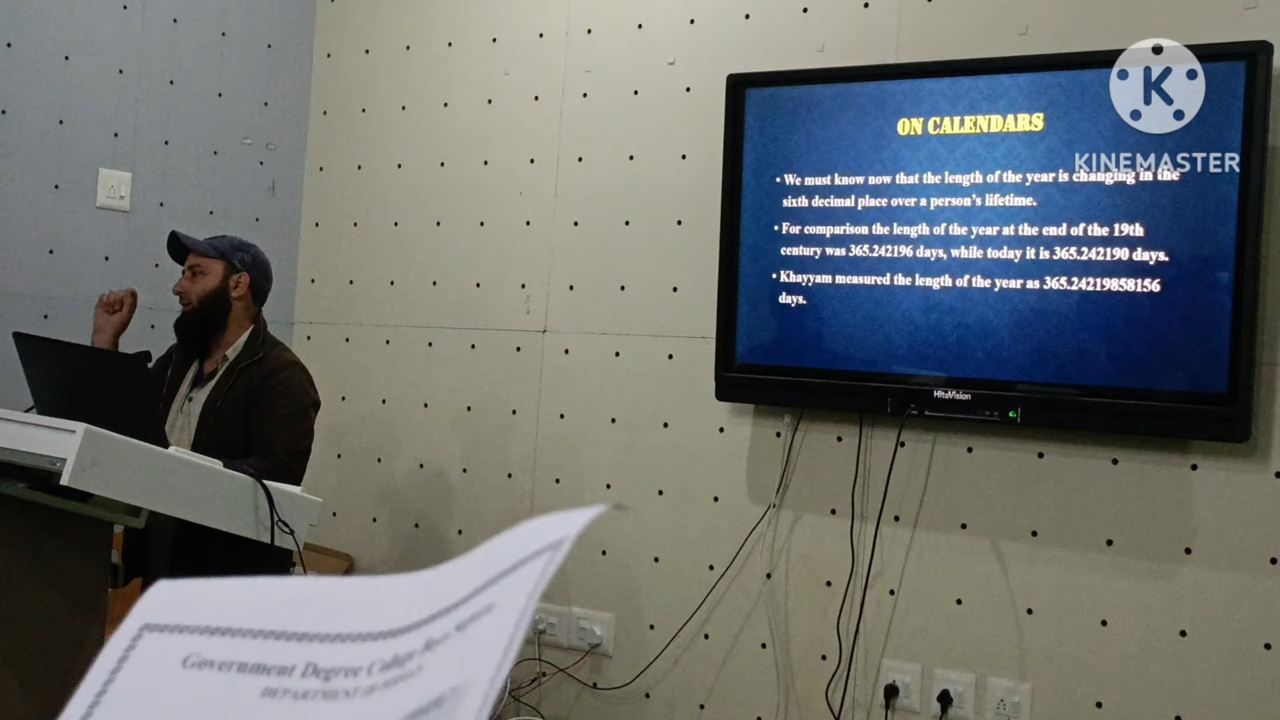 ON CALENDARS
K
KINEMASTER
• We must know now that the length of the year is changing in the
sixth decimal place over a person's lifetime.
• For comparison the length of the year at the end of the 19th
century was 365.242196 days, while today it is 365.242190 days.
• Khayyam measured the length of the year as 365.24219858156
days.
HiteVision
Government Degree College
DEPARTMENT OF